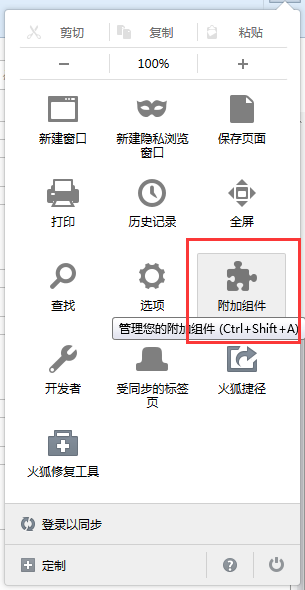 剪切 复制 粘贴
100%
新建窗口 新建隐私浏览 保存页面
窗口
打印 历史记录 全屏
查找 选项 附加组件
管理您的附加组件 (Ctrl+Shift+A)
开发者 受同步的标签 火狐捷径
页
火狐修复工具
登录以同步
定制